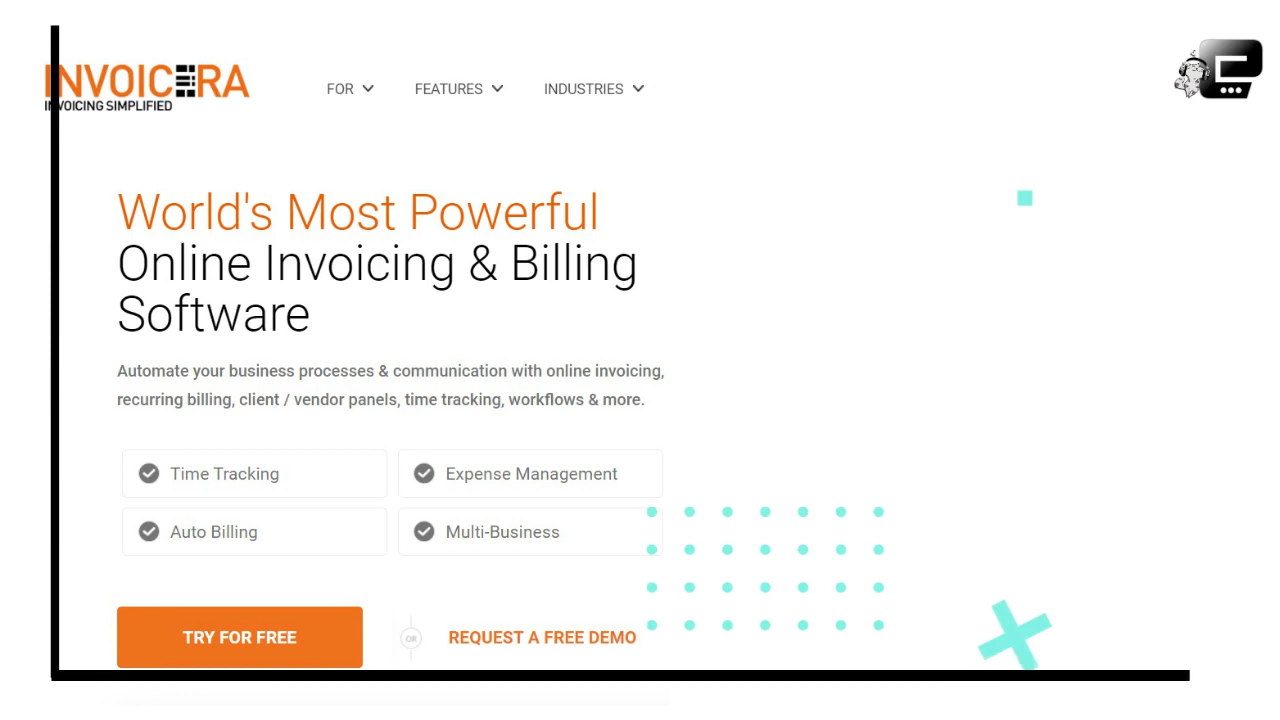 INVOICERA
INVOICING SIMPLIFIED
FOR
FEATURES
INDUSTRIES
World's Most Powerful
Online Invoicing & Billing
Software
Automate your business processes & communication with online invoicing,
recurring billing, client / vendor panels, time tracking, workflows & more.
Time Tracking
Expense Management
Auto Billing
Multi-Business
TRY FOR FREE
OR
REQUEST A FREE DEMO